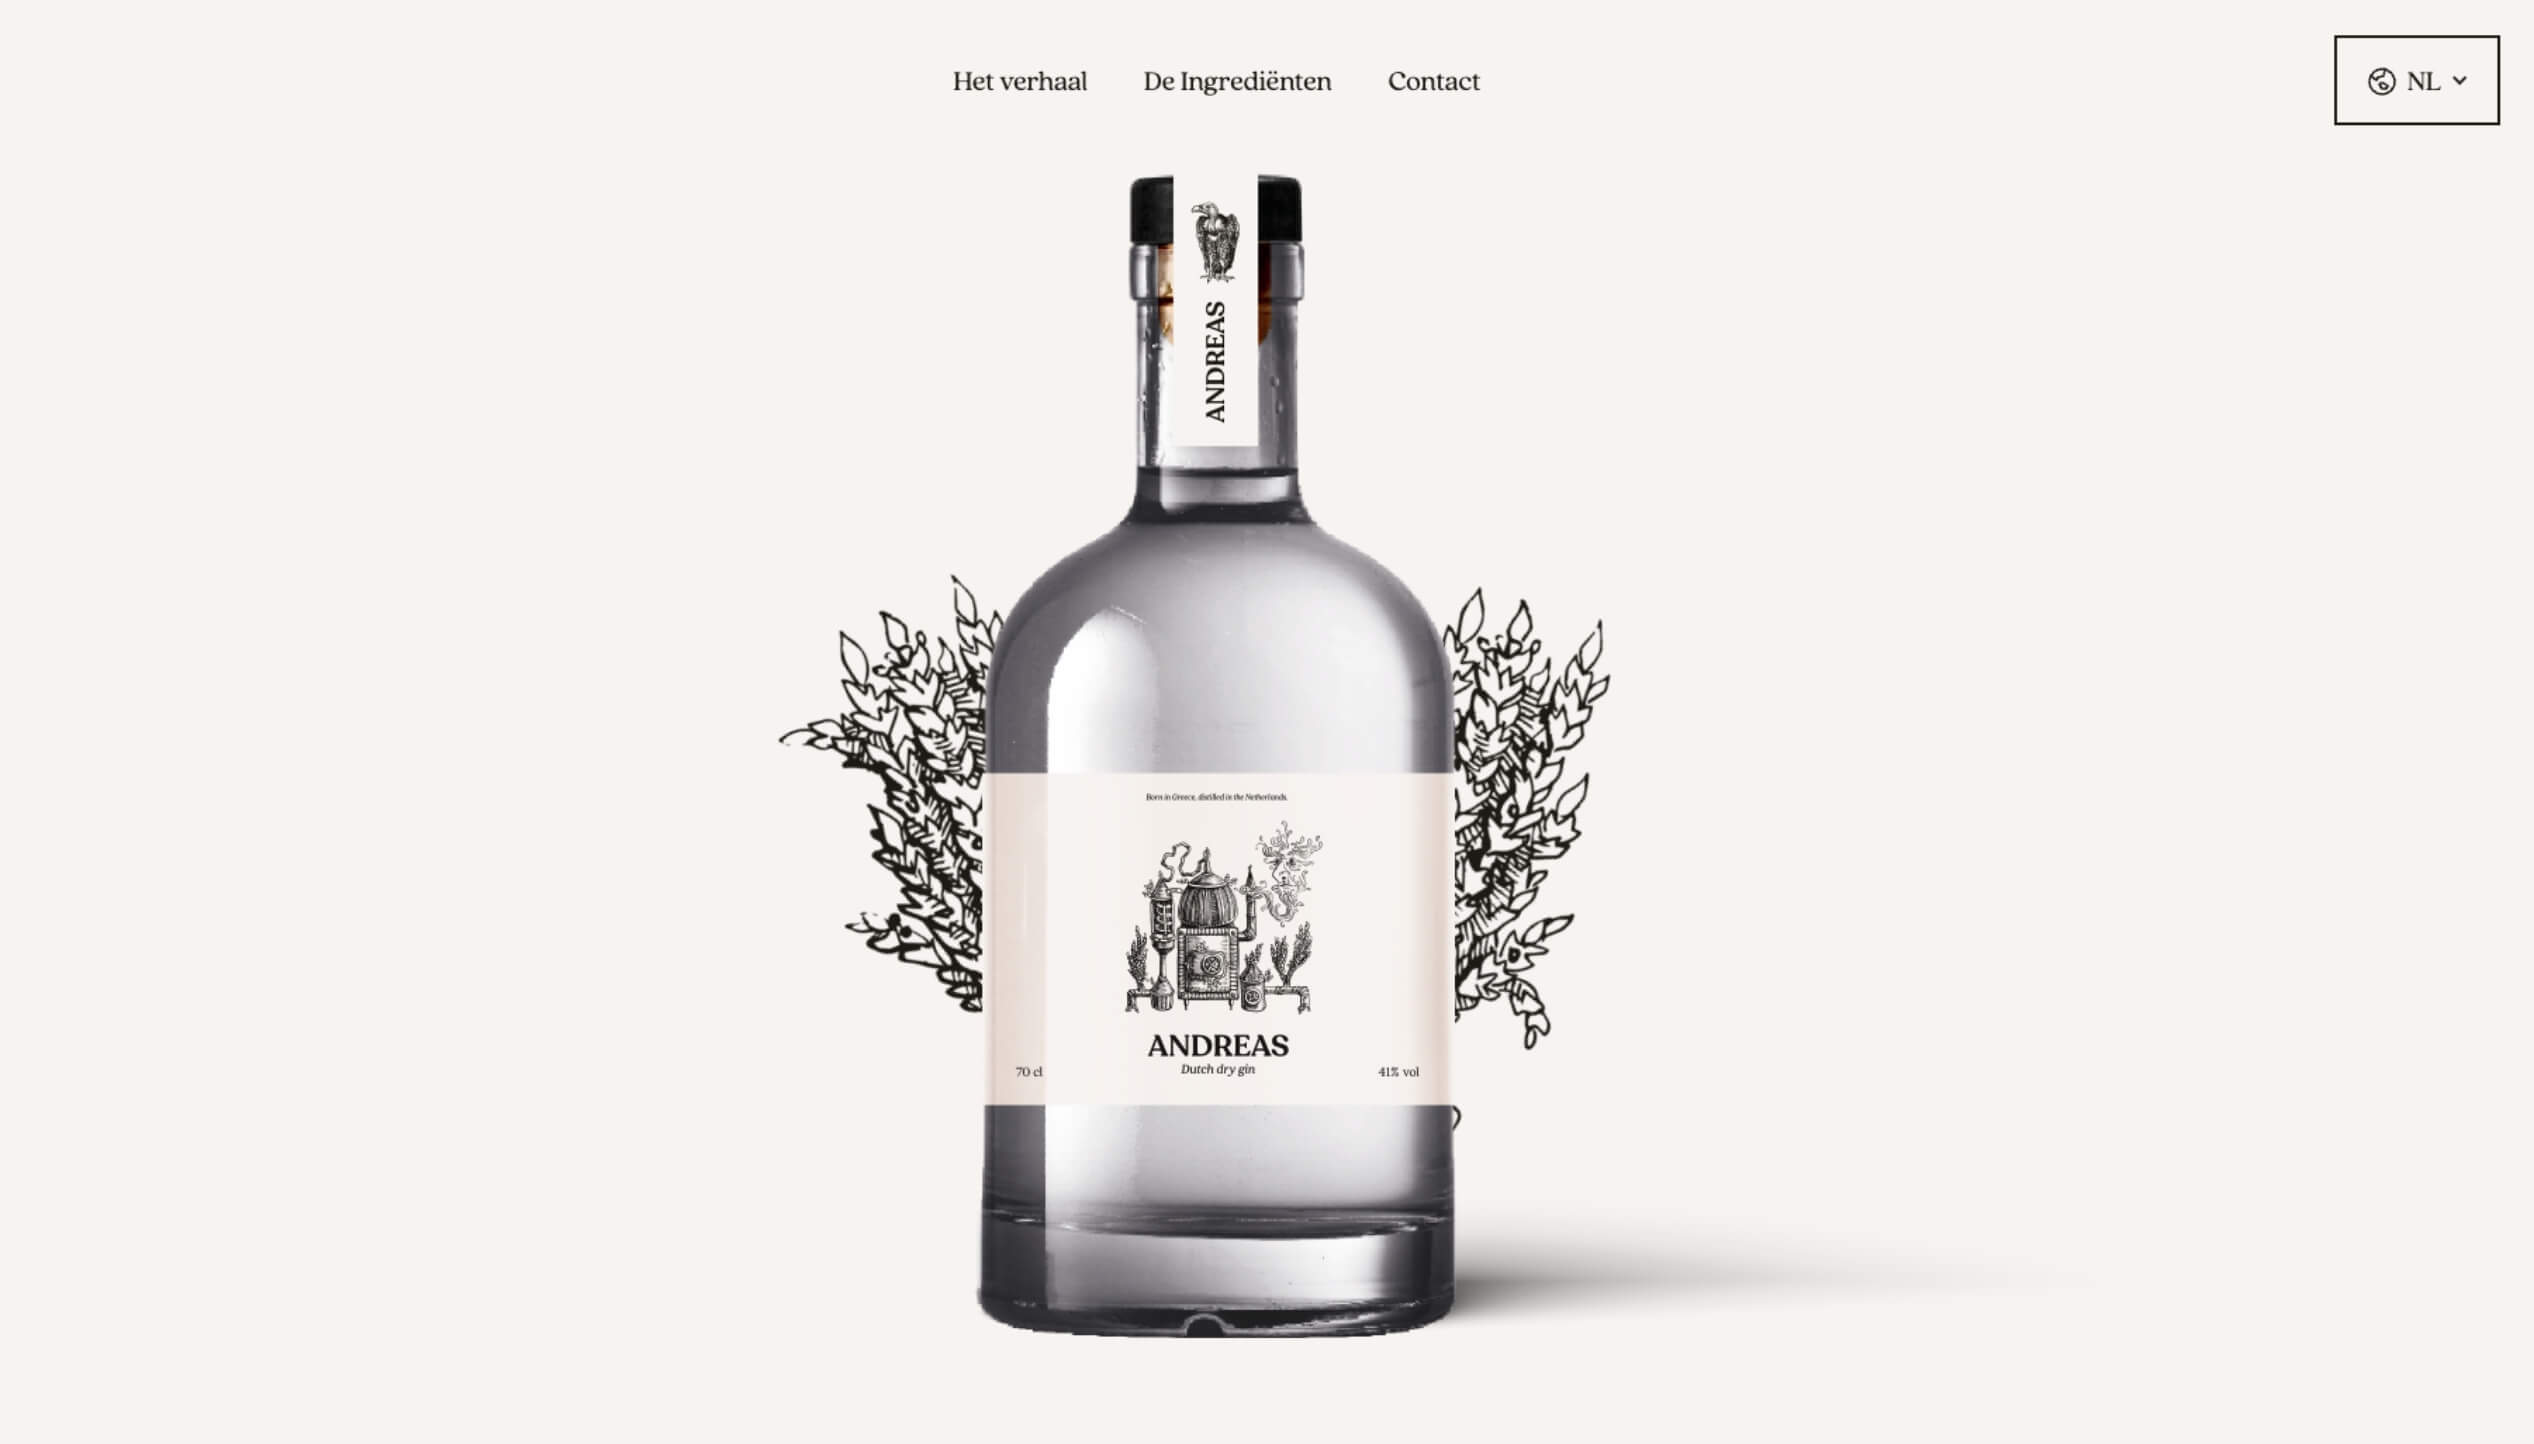 Het verhaal
De Ingrediënten
Contact
NL
ANDREAS
Born in Greece, distilled in the Netherlands.
ANDREAS
Dutch dry gin
70 cl
41% vol